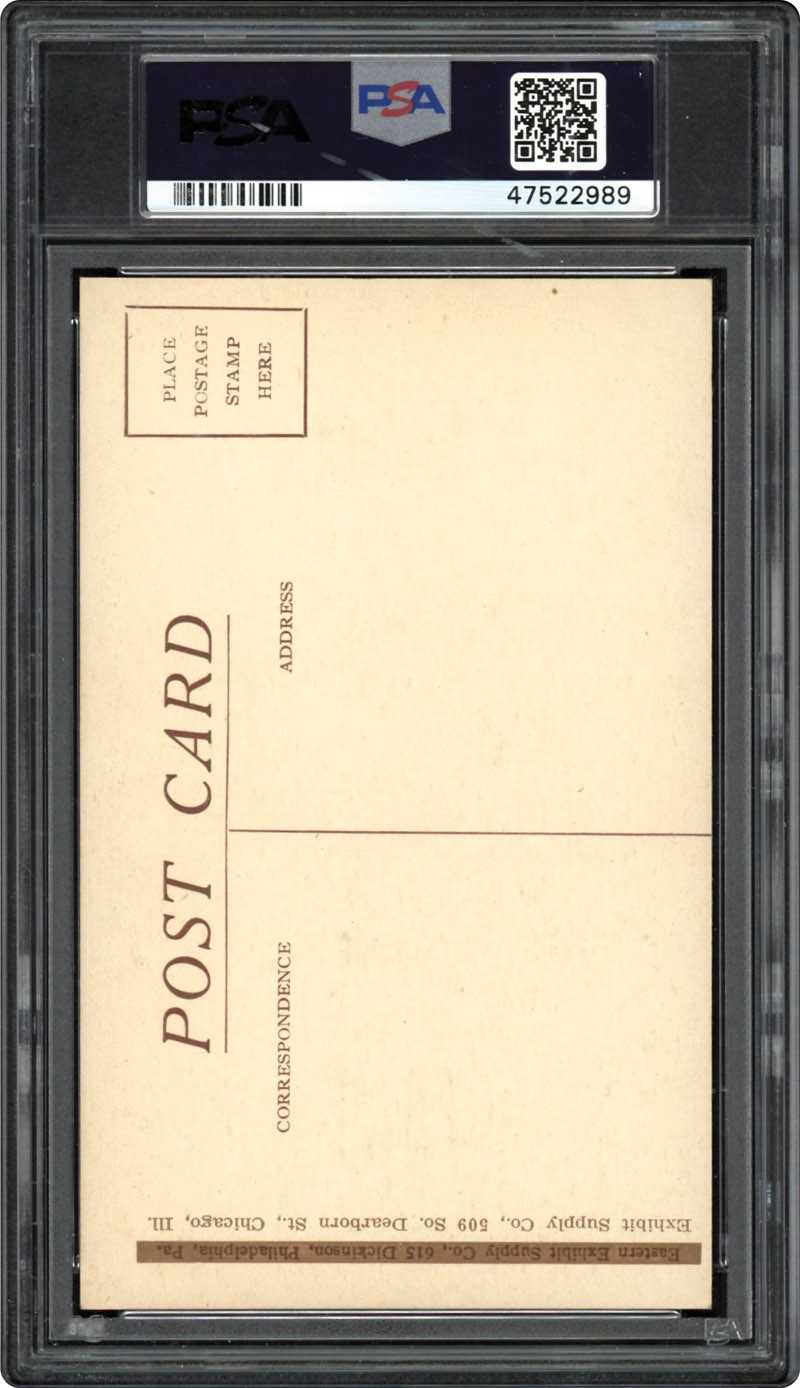 PSA
PSA
47522989
PLACE
POSTAGE
STAMP
HERE
POST CARD
ADDRESS
CORRESPONDENCE
Exhibit Supply Co., 509 So. Dearborn St., Chicago, Ill.
Eastern Exhibit Supply Co., 615 Dickinson, Philadelphia, Pa.
PSA